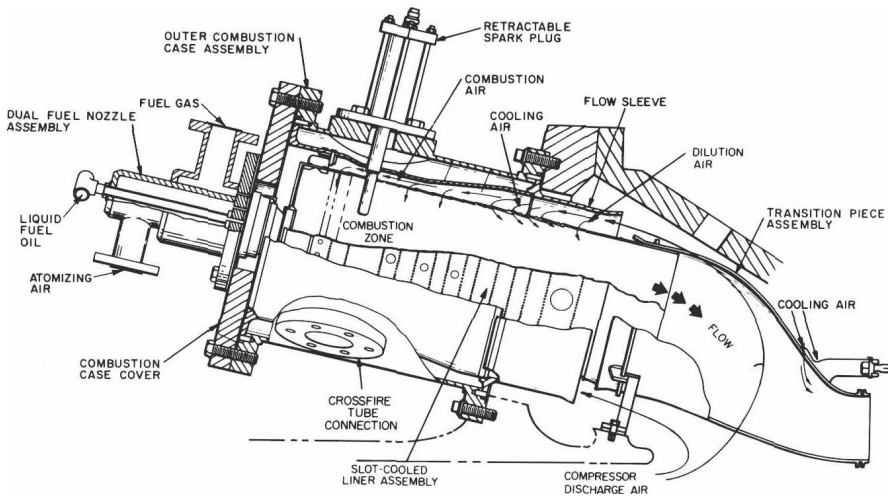 OUTER COMBUSTION
CASE ASSEMBLY
RETRACTABLE
SPARK PLUG
COMBUSTION
AIR
FUEL GAS
DUAL FUEL NOZZLE
ASSEMBLY
COOLING
AIR
FLOW SLEEVE
DILUTION
AIR
LIQUID
FUEL
OIL
COMBUSTION
ZONE
TRANSITION PIECE
ASSEMBLY
ATOMIZING
AIR
COOLING AIR
FLOW
COMBUSTION
CASE COVER
CROSSFIRE
TUBE
CONNECTION
SLOT-COOLED
LINER ASSEMBLY
COMPRESSOR
DISCHARGE AIR